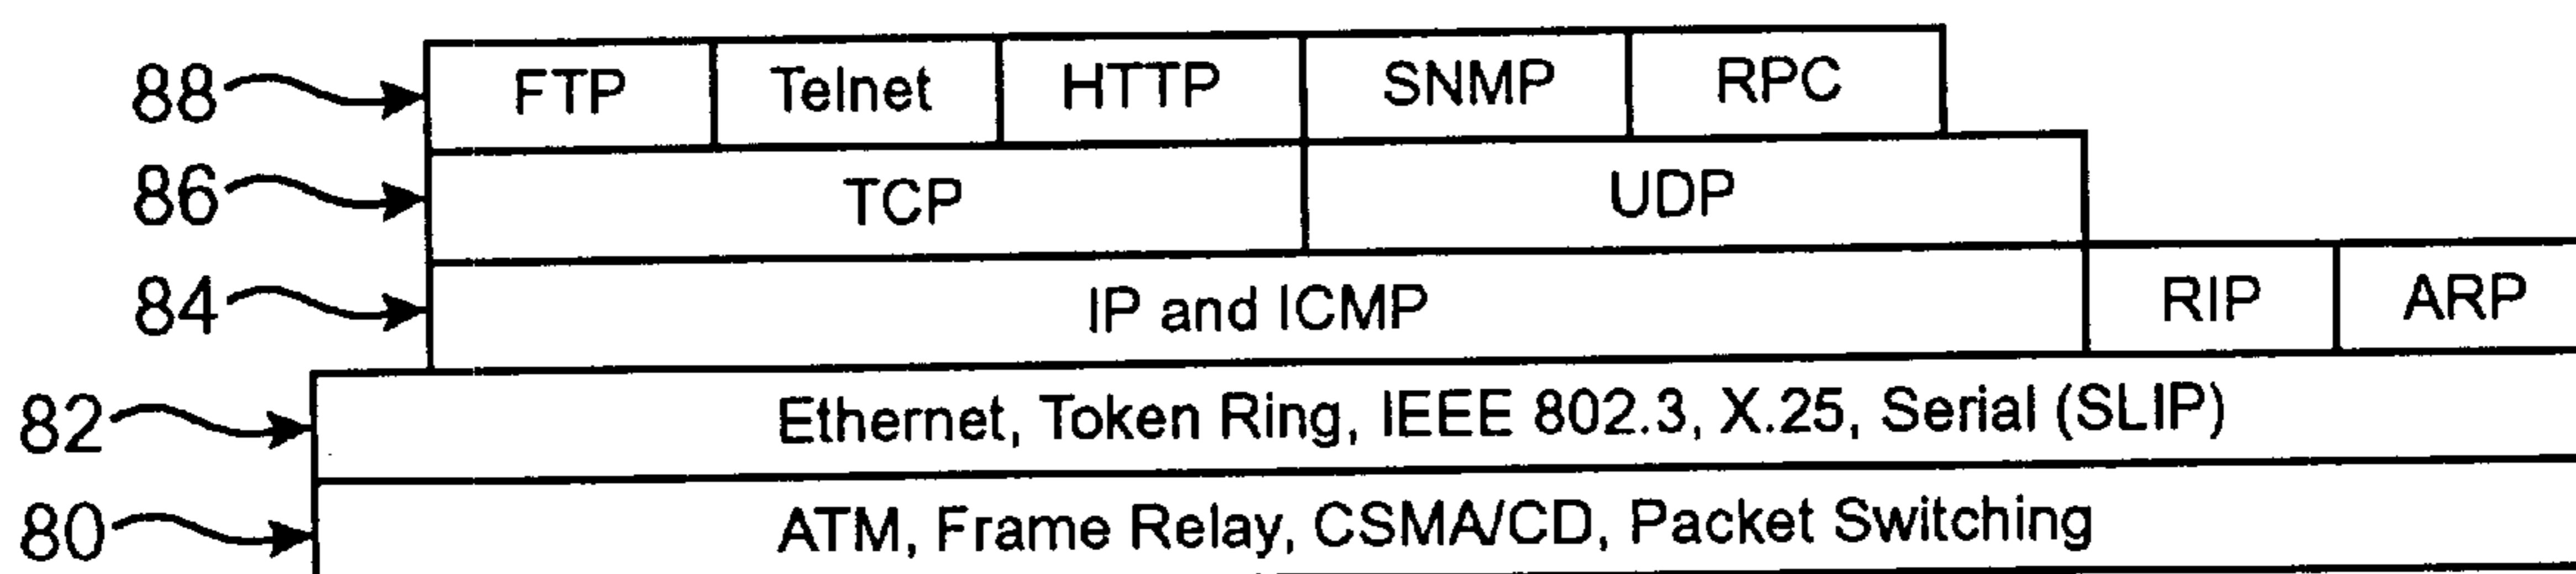 88 FTP Telnet HTTP SNMP RPC
86 TCP UDP
84 IP and ICMP RIP ARP
82 Ethernet, Token Ring, IEEE 802.3, X.25, Serial (SLIP)
80 ATM, Frame Relay, CSMA/CD, Packet Switching